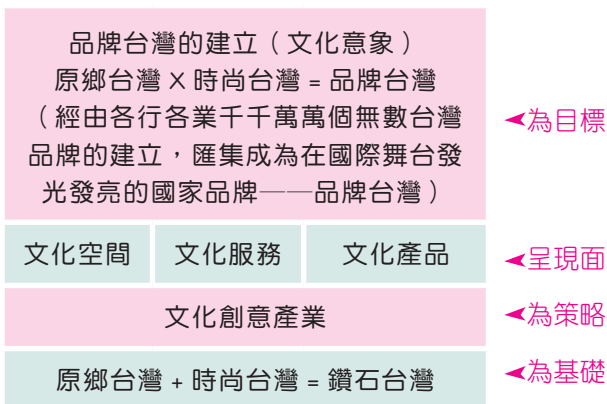 品牌台灣的建立(文化意象)
原鄉台灣 X 時尚台灣 = 品牌台灣
(經由各行各業千千萬萬個無數台灣
品牌的建立,匯集成為在國際舞台發
光發亮的國家品牌——品牌台灣)
◄為目標
文化空間 文化服務 文化產品
◄呈現面
文化創意產業
◄為策略
原鄉台灣 + 時尚台灣 = 鑽石台灣
◄為基礎